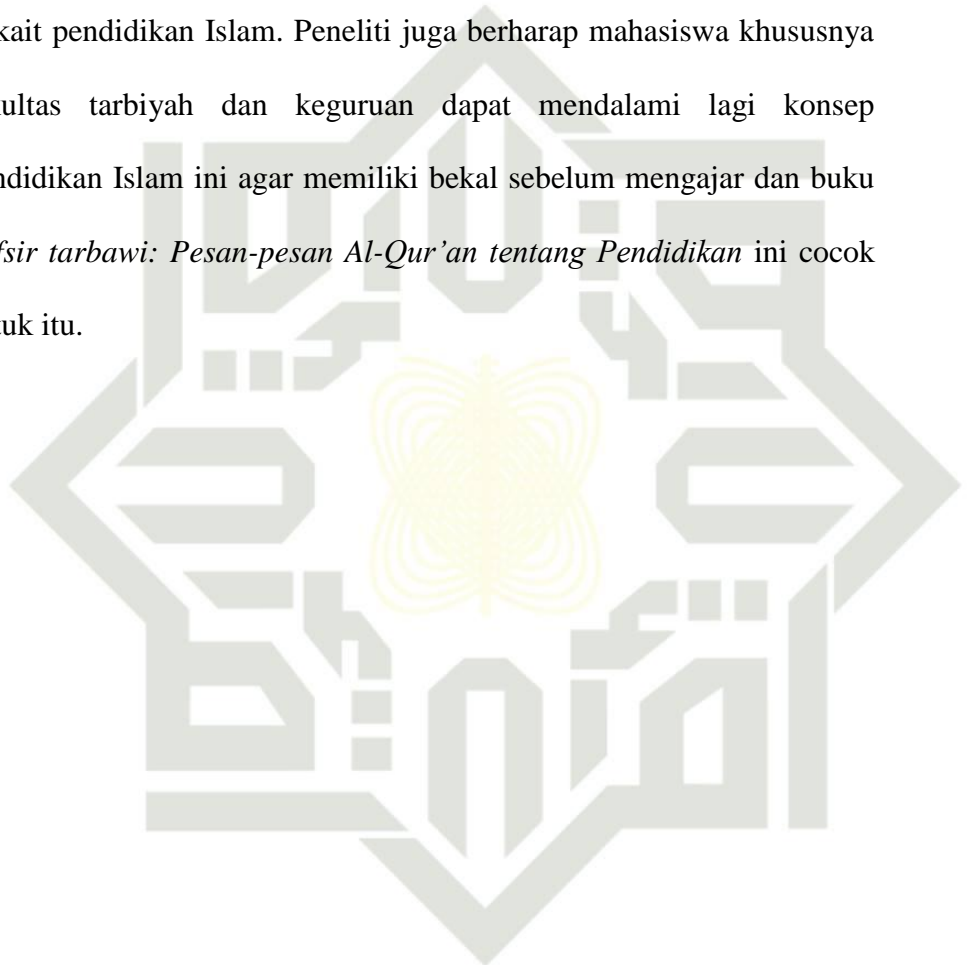 kait pendidikan Islam. Peneliti juga berharap mahasiswa khususnya
ultas tarbiyah dan keguruan dapat mendalami lagi konsep
ndidikan Islam ini agar memiliki bekal sebelum mengajar dan buku
fsir tarbawi: Pesan-pesan Al-Qur’an tentang Pendidikan ini cocok
tuk itu.